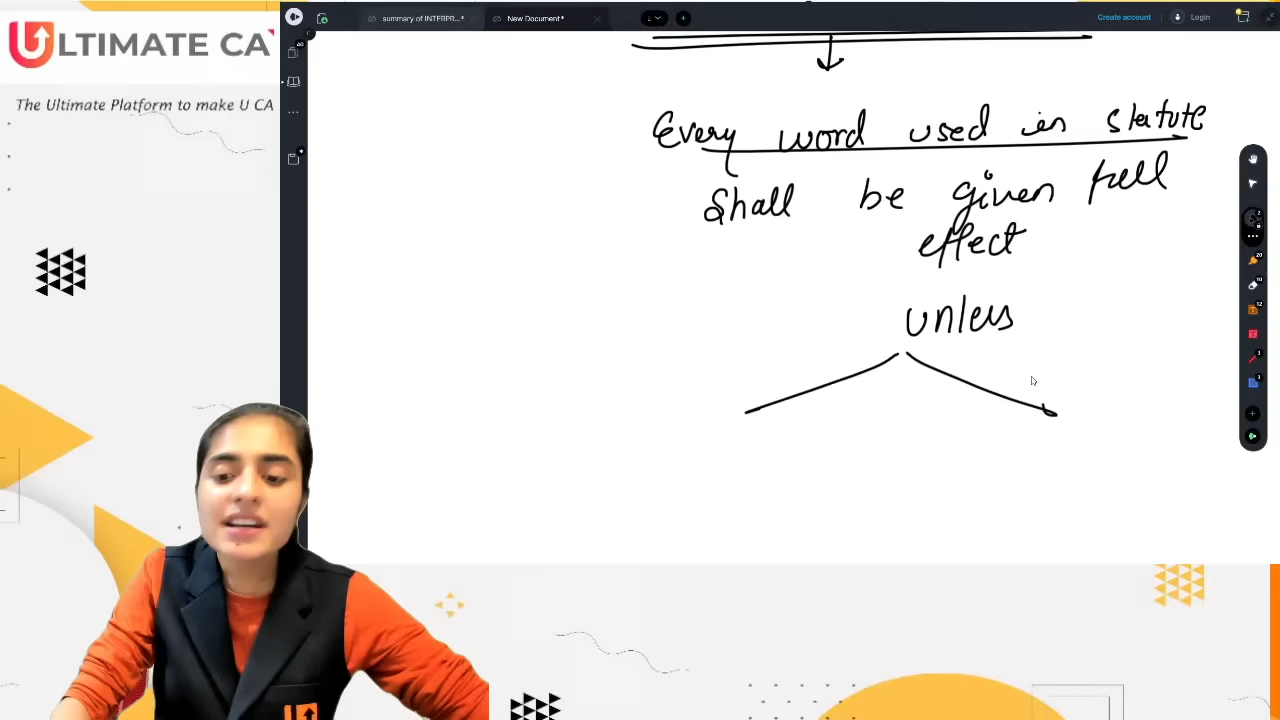 ULTIMATE CA
The Ultimate Platform to make U CA
summary of INTERPR...*
New Document*
1
Create account
Login
Every word used in statute
shall be given full
effect
unless